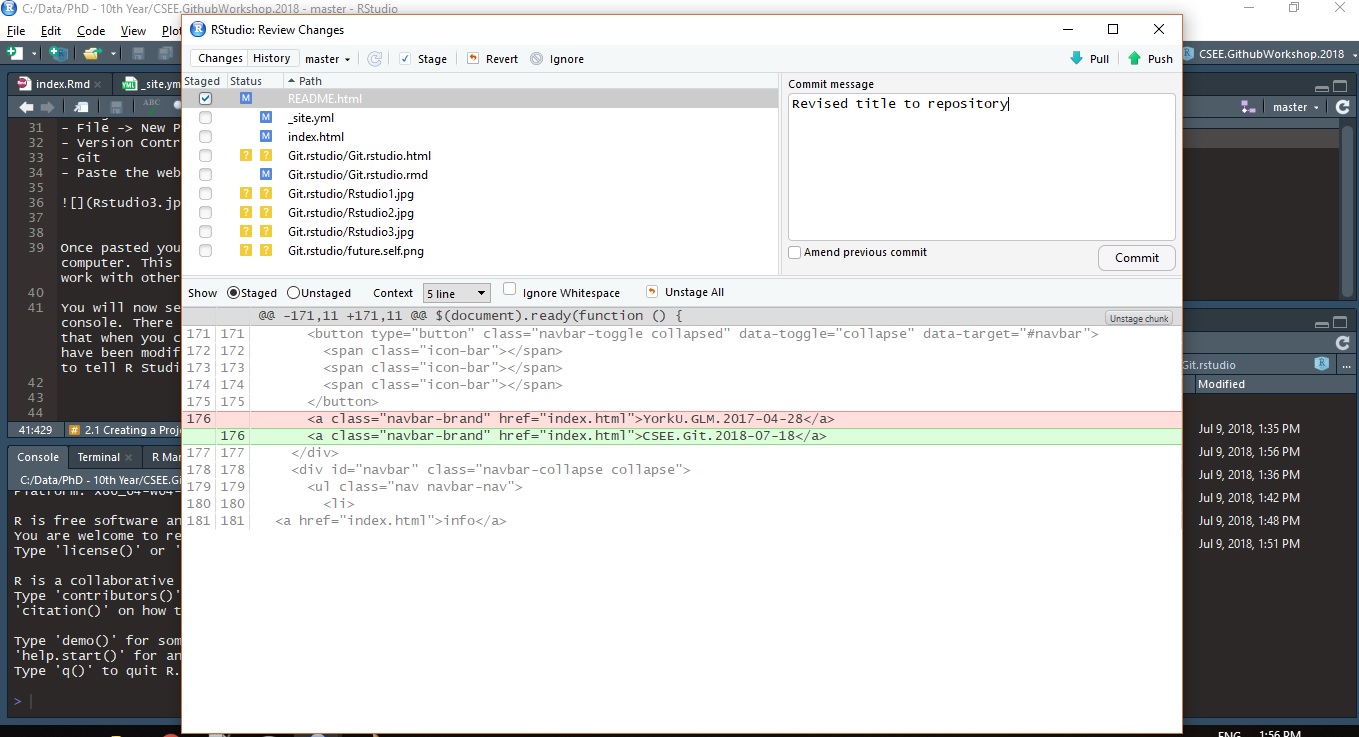 C:/Data/PhD - 10th Year/CSEE.GithubWorkshop.2018 - master - RStudio
File Edit Code View Plot
CSEE.GithubWorkshop.2018
index.Rmd
_site.ym
ABC
master
31 - File -> New P
32 - Version Contr
33 - Git
34 - Paste the web
35
36 ![](Rstudio3.jp
37
38
39 Once pasted you
computer. This
work with other
40
41 You will now se
console. There
that when you c
have been modif
to tell R Studi
42
43
44
41:429 # 2.1 Creating a Proj
Console Terminal R Mar
C:/Data/PhD - 10th Year/CSEE.Gi
R is free software an
You are welcome to re
Type 'license()' or '
R is a collaborative
Type 'contributors()'
'citation()' on how t
Type 'demo()' for som
'help.start()' for an
Type 'q()' to quit R.
>
RStudio: Review Changes
Changes History master Stage Revert Ignore Pull Push
Staged Status Path
M README.html
M _site.yml
M index.html
? ? Git.rstudio/Git.rstudio.html
M Git.rstudio/Git.rstudio.rmd
? ? Git.rstudio/Rstudio1.jpg
? ? Git.rstudio/Rstudio2.jpg
? ? Git.rstudio/Rstudio3.jpg
? ? Git.rstudio/future.self.png
Commit message
Revised title to repository
Amend previous commit
Commit
Show Staged Unstaged Context 5 line Ignore Whitespace Unstage All
@@ -171,11 +171,11 @@ $(document).ready(function () {
Unstage chunk
171 171 <button type="button" class="navbar-toggle collapsed" data-toggle="collapse" data-target="#navbar">
172 172 <span class="icon-bar"></span>
173 173 <span class="icon-bar"></span>
174 174 <span class="icon-bar"></span>
175 175 </button>
176 <a class="navbar-brand" href="index.html">YorkU.GLM.2017-04-28</a>
176 <a class="navbar-brand" href="index.html">CSEE.Git.2018-07-18</a>
177 177 </div>
178 178 <div id="navbar" class="navbar-collapse collapse">
179 179 <ul class="nav navbar-nav">
180 180 <li>
181 181 <a href="index.html">info</a>
Git.rstudio
R
...
Modified
Jul 9, 2018, 1:35 PM
Jul 9, 2018, 1:56 PM
Jul 9, 2018, 1:36 PM
Jul 9, 2018, 1:42 PM
Jul 9, 2018, 1:48 PM
Jul 9, 2018, 1:51 PM
ENG 1:56 PM